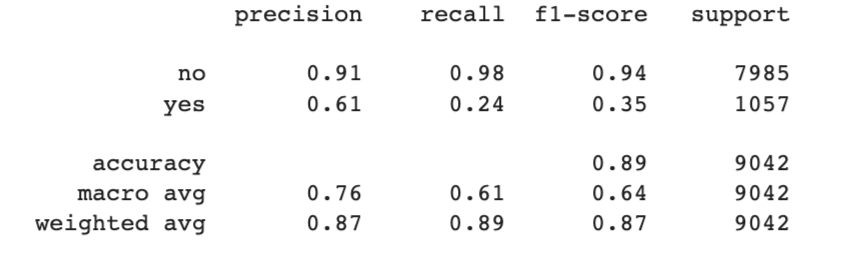 precision recall f1-score support
no 0.91 0.98 0.94 7985
yes 0.61 0.24 0.35 1057
accuracy 0.89 9042
macro avg 0.76 0.61 0.64 9042
weighted avg 0.87 0.89 0.87 9042